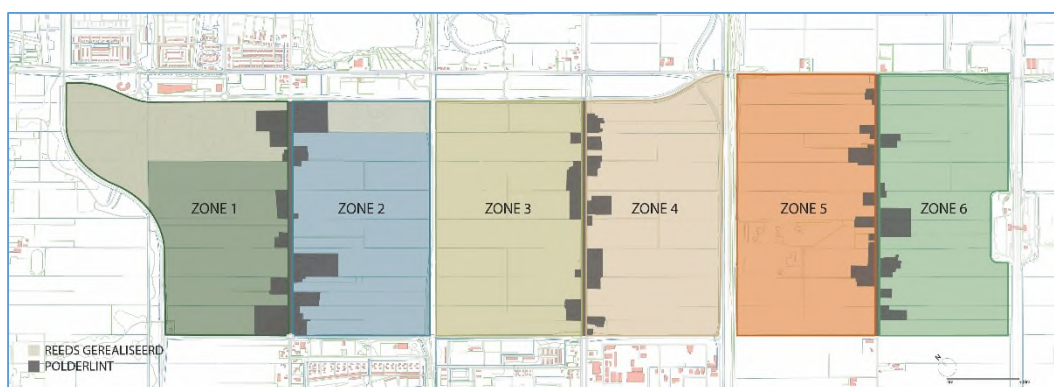 ZONE 1
ZONE 2
ZONE 3
ZONE 4
ZONE 5
ZONE 6
REEDS GEREALISEERD
POLDERLINT
N